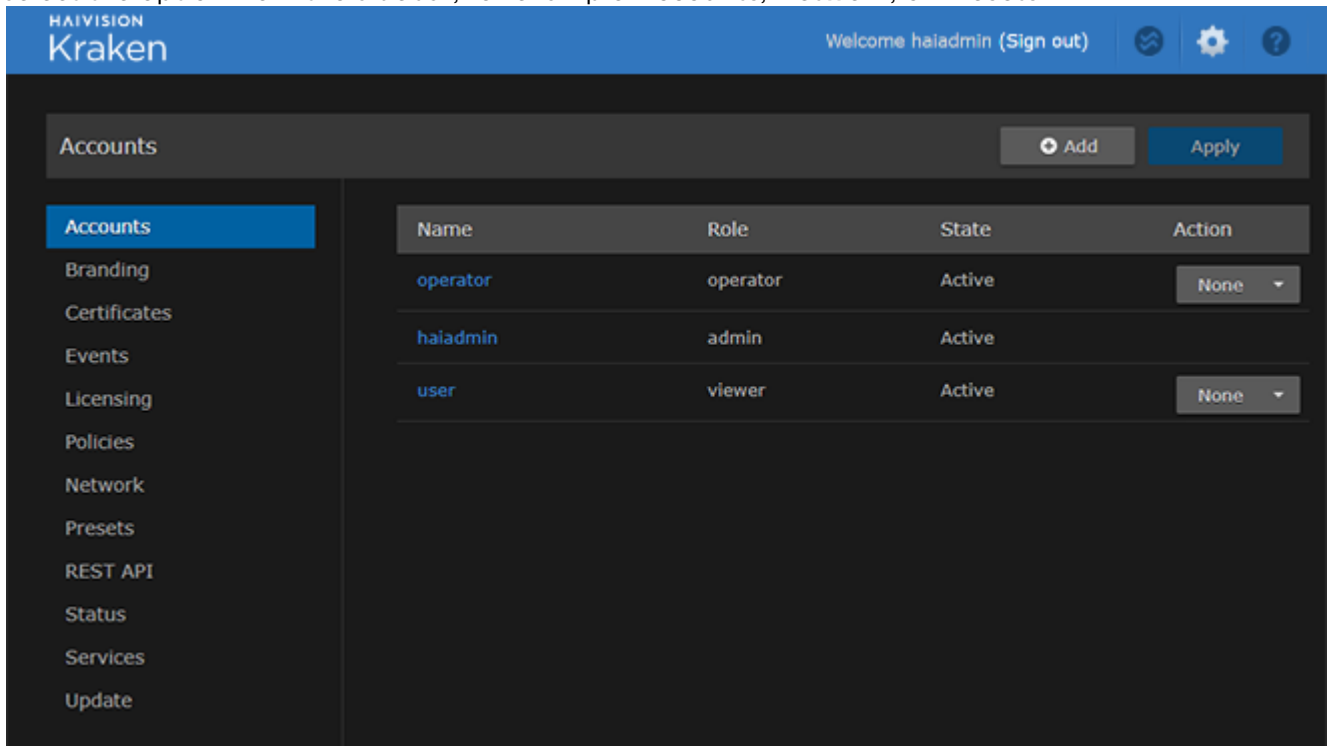 HAIVISION
Kraken
Welcome haiadmin (Sign out)
Accounts
Add
Apply
Accounts
Branding
Certificates
Events
Licensing
Policies
Network
Presets
REST API
Status
Services
Update
Name Role State Action
operator operator Active None
haiadmin admin Active
user viewer Active None